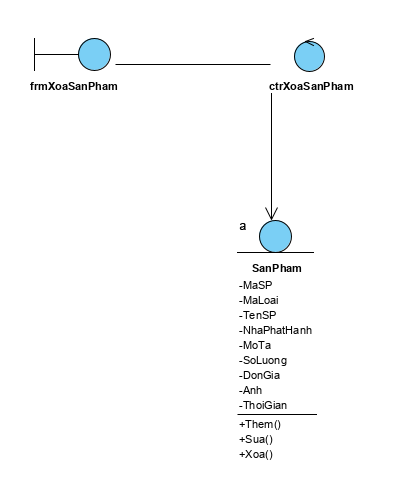 frmXoaSanPham
ctrXoaSanPham
a
SanPham
-MaSP
-MaLoai
-TenSP
-NhaPhatHanh
-MoTa
-SoLuong
-DonGia
-Anh
-ThoiGian
+Them()
+Sua()
+Xoa()